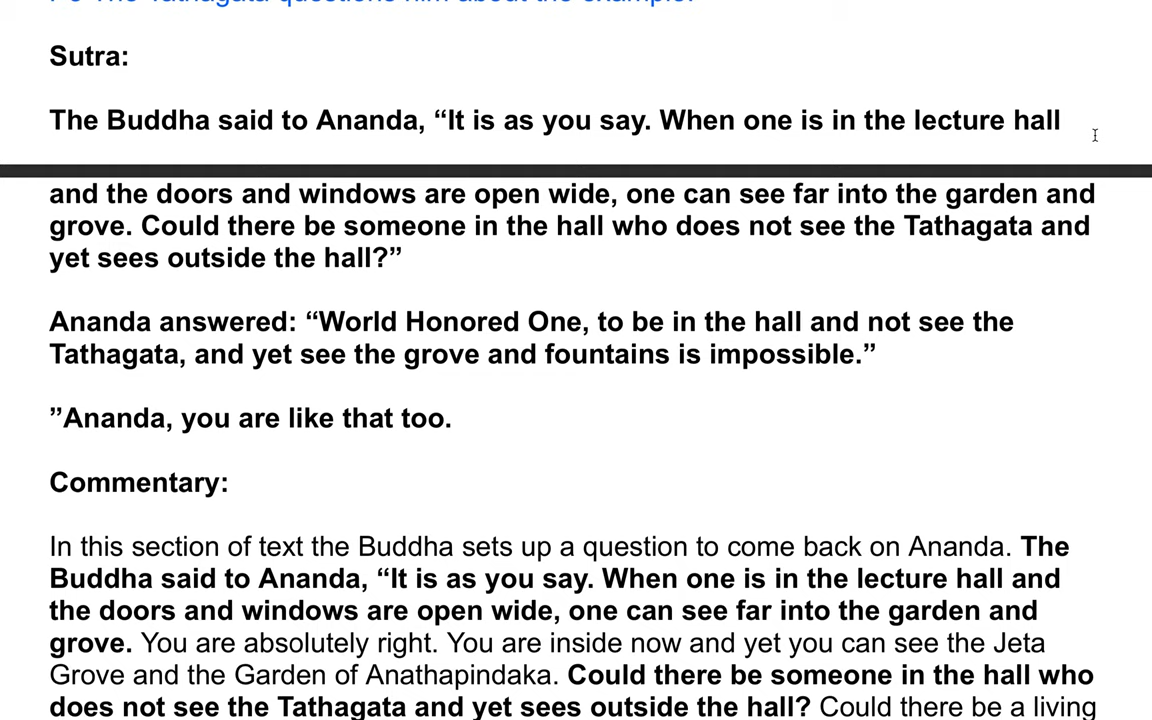 The Tathagata questions him about the example.
Sutra:
The Buddha said to Ananda, “It is as you say. When one is in the lecture hall
and the doors and windows are open wide, one can see far into the garden and
grove. Could there be someone in the hall who does not see the Tathagata and
yet sees outside the hall?”
Ananda answered: “World Honored One, to be in the hall and not see the
Tathagata, and yet see the grove and fountains is impossible.”
”Ananda, you are like that too.
Commentary:
In this section of text the Buddha sets up a question to come back on Ananda. The
Buddha said to Ananda, “It is as you say. When one is in the lecture hall and
the doors and windows are open wide, one can see far into the garden and
grove. You are absolutely right. You are inside now and yet you can see the Jeta
Grove and the Garden of Anathapindaka. Could there be someone in the hall who
does not see the Tathagata and yet sees outside the hall? Could there be a living